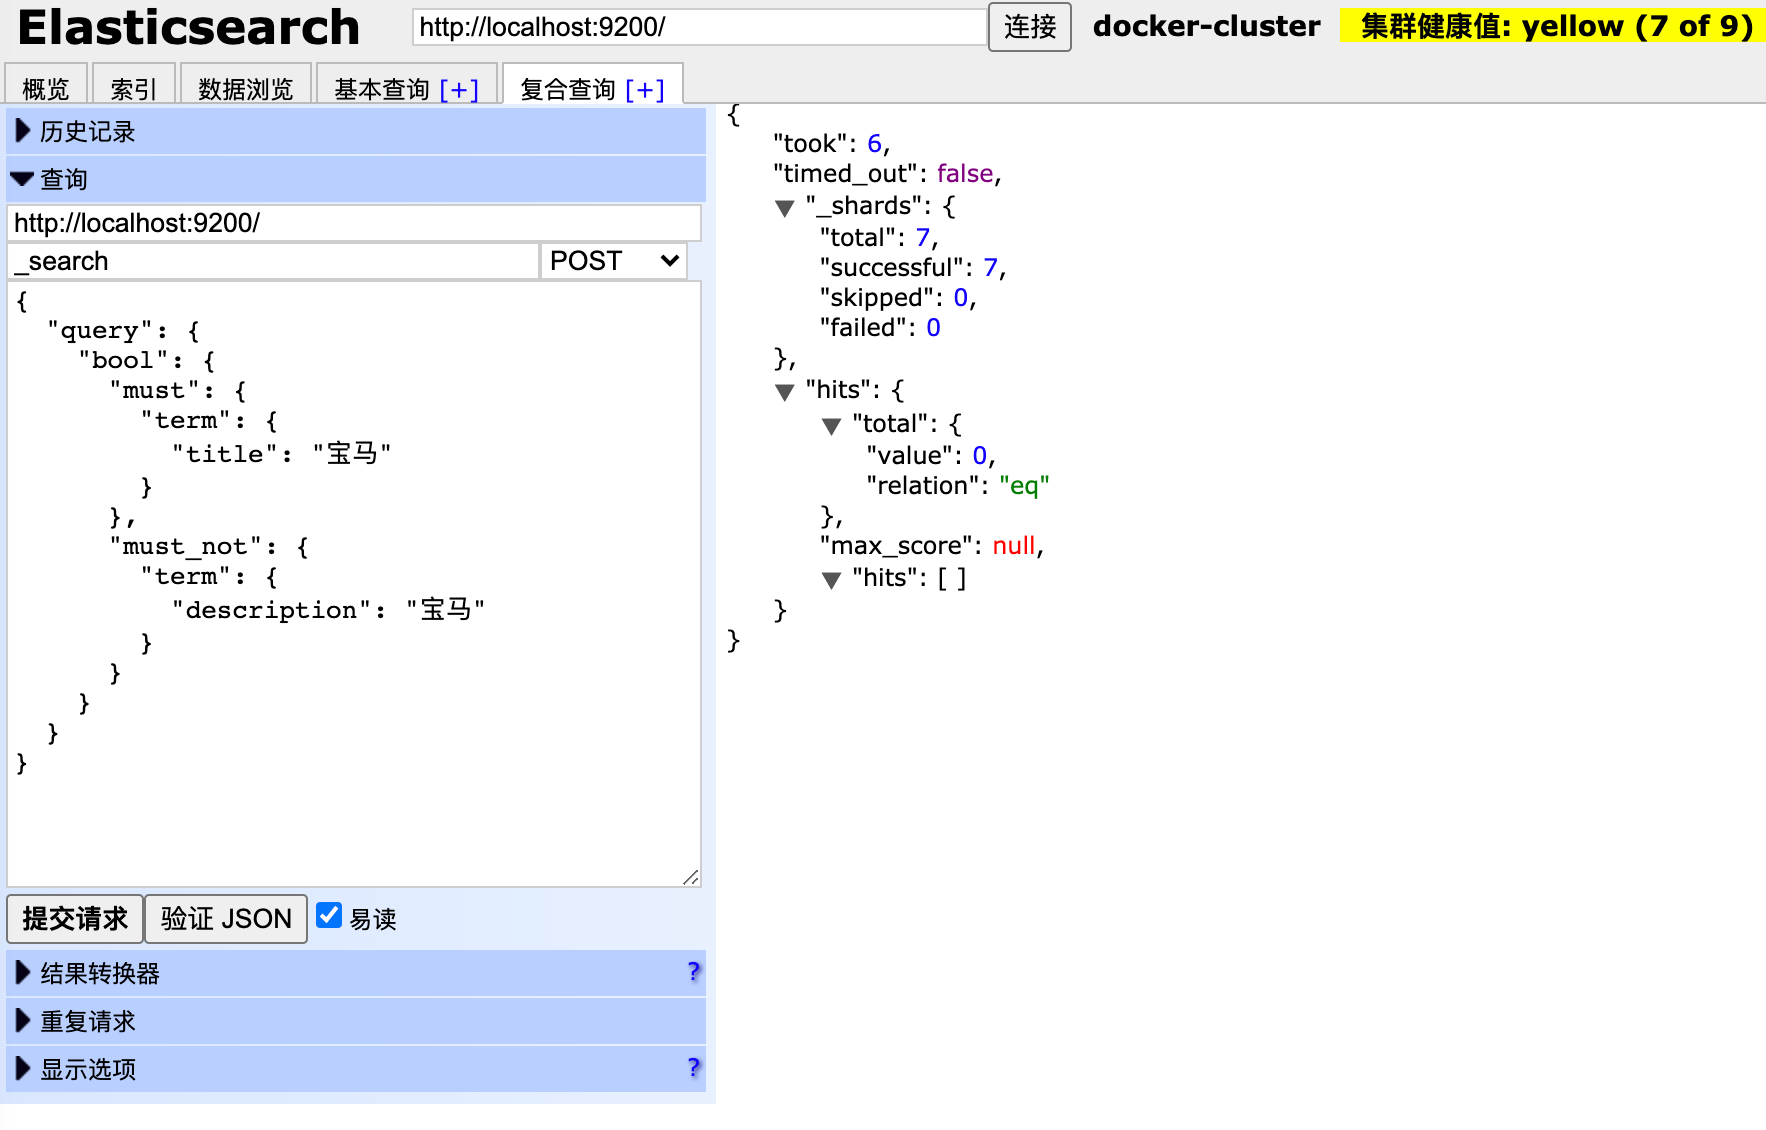 Elasticsearch http://localhost:9200/ 连接 docker-cluster 集群健康值: yellow (7 of 9)
概览 索引 数据浏览 基本查询 [+] 复合查询 [+]
历史记录
查询
http://localhost:9200/
_search POST
{
"query": {
"bool": {
"must": {
"term": {
"title": "宝马"
}
},
"must_not": {
"term": {
"description": "宝马"
}
}
}
}
}
提交请求 验证 JSON 易读
结果转换器 ?
重复请求
显示选项 ?
{
"took": 6,
"timed_out": false,
"_shards": {
"total": 7,
"successful": 7,
"skipped": 0,
"failed": 0
},
"hits": {
"total": {
"value": 0,
"relation": "eq"
},
"max_score": null,
"hits": [ ]
}
}